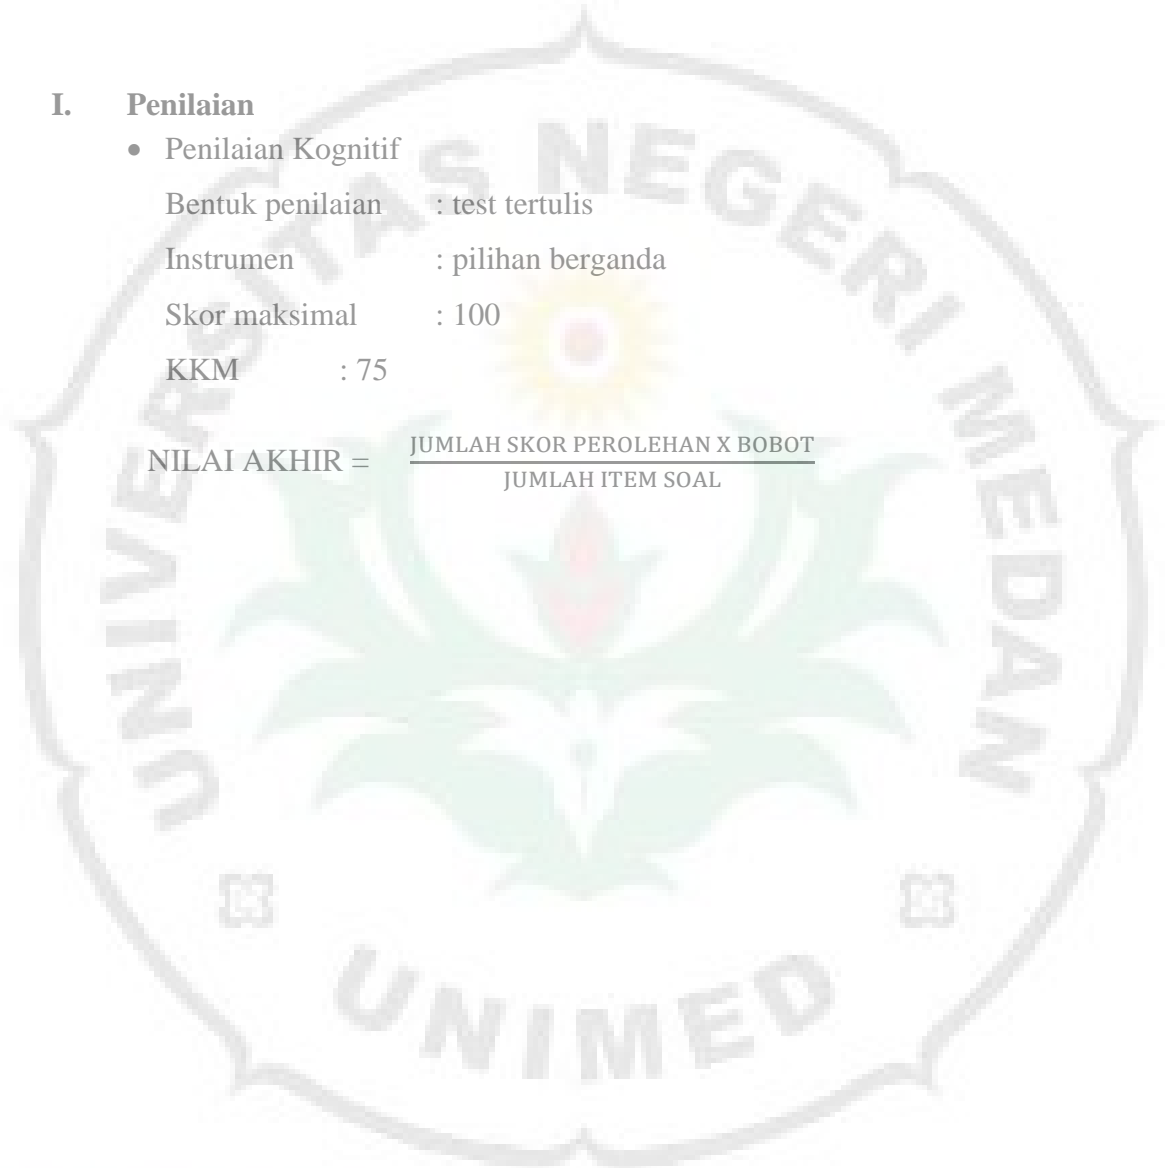 I. Penilaian
• Penilaian Kognitif
Bentuk penilaian : test tertulis
Instrumen : pilihan berganda
Skor maksimal : 100
KKM : 75
NILAI AKHIR = JUMLAH SKOR PEROLEHAN X BOBOT
JUMLAH ITEM SOAL
UNIVERSITAS NEGERI MEDAN
UNIMED